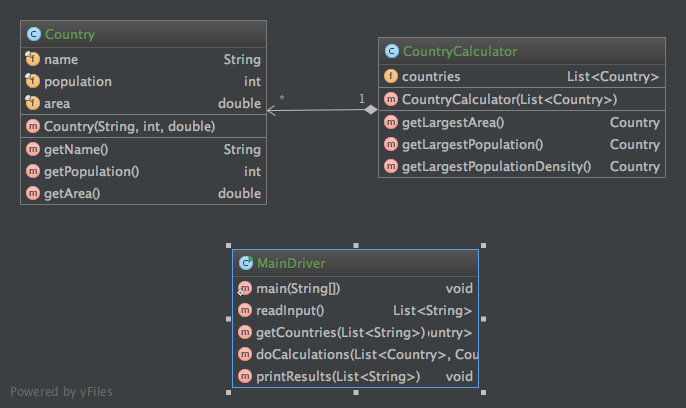 Country
name String
population int
area double
Country(String, int, double)
getName() String
getPopulation() int
getArea() double
* 1
CountryCalculator
countries List<Country>
CountryCalculator(List<Country>)
getLargestArea() Country
getLargestPopulation() Country
getLargestPopulationDensity() Country
MainDriver
main(String[]) void
readInput() List<String>
getCountries(List<String>) untry>
doCalculations(List<Country>, Cou
printResults(List<String>) void
Powered by yFiles